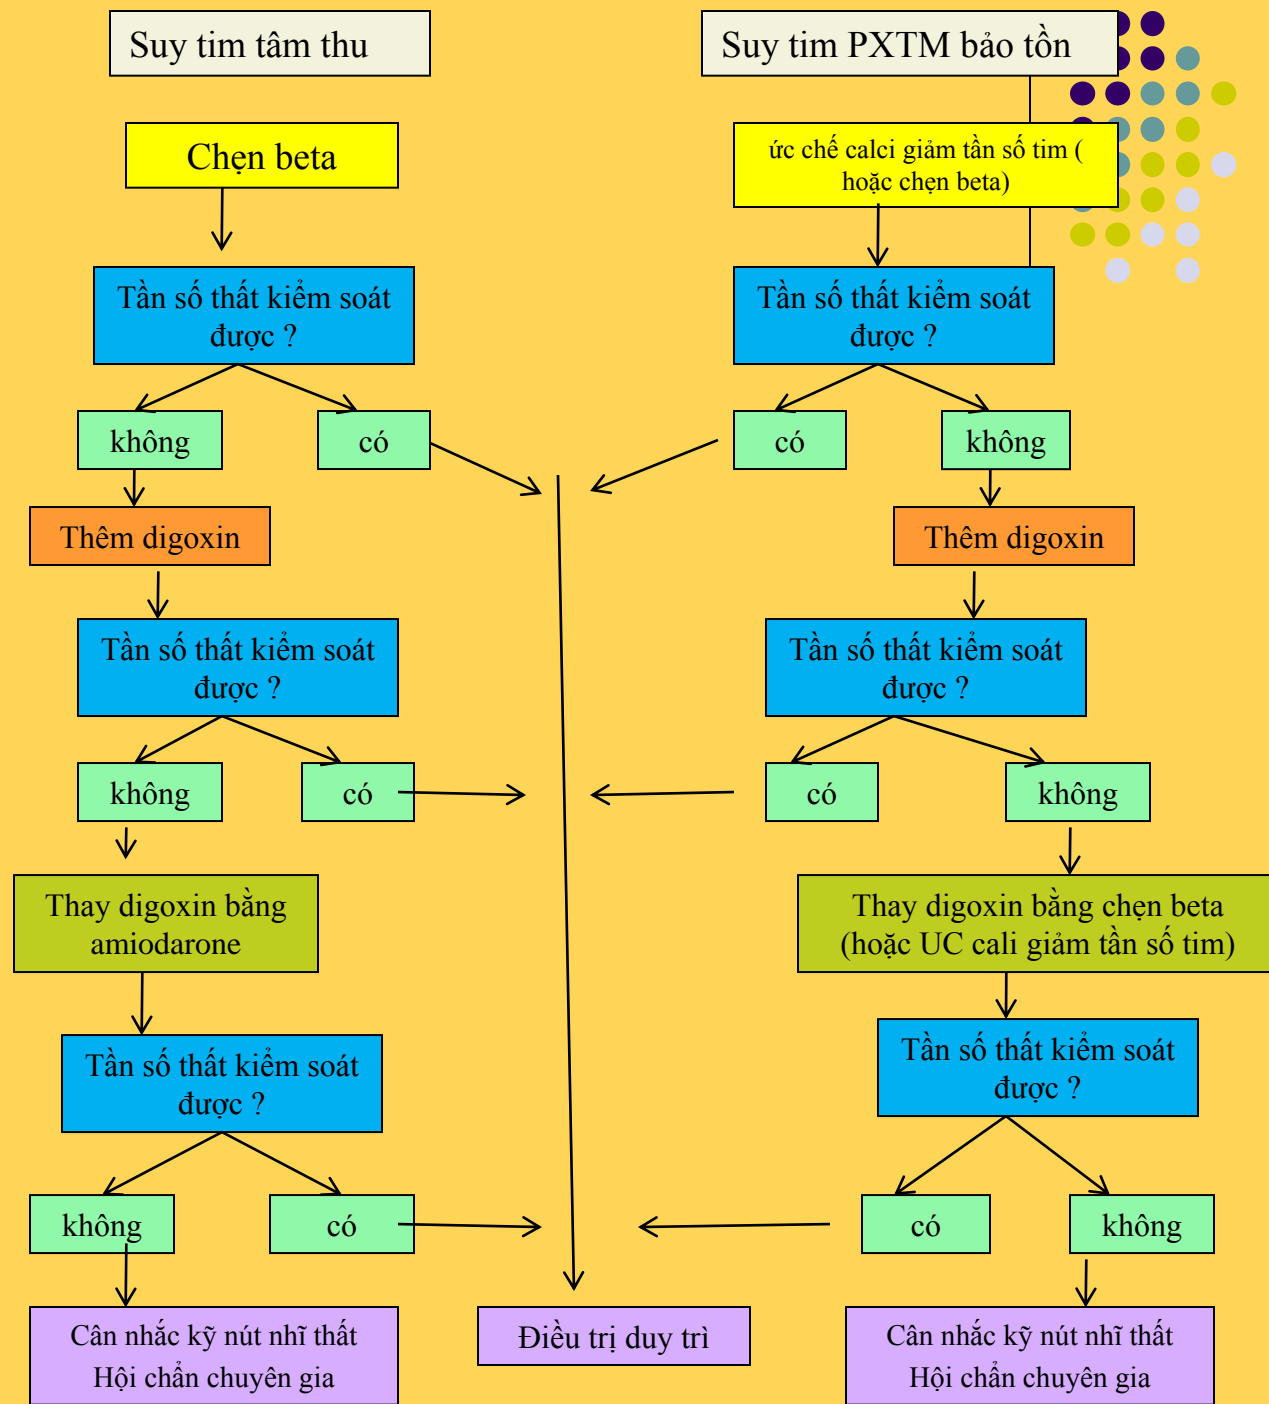 Suy tim tâm thu
Suy tim PXTM bảo tồn
Chẹn beta
ức chế calci giảm tần số tim (
hoặc chẹn beta)
Tần số thất kiểm soát
được ?
Tần số thất kiểm soát
được ?
không
có
có
không
Thêm digoxin
Thêm digoxin
Tần số thất kiểm soát
được ?
Tần số thất kiểm soát
được ?
không
có
có
không
Thay digoxin bằng
amiodarone
Thay digoxin bằng chẹn beta
(hoặc UC cali giảm tần số tim)
Tần số thất kiểm soát
được ?
Tần số thất kiểm soát
được ?
không
có
có
không
Cân nhắc kỹ nút nhĩ thất
Hội chẩn chuyên gia
Điều trị duy trì
Cân nhắc kỹ nút nhĩ thất
Hội chẩn chuyên gia